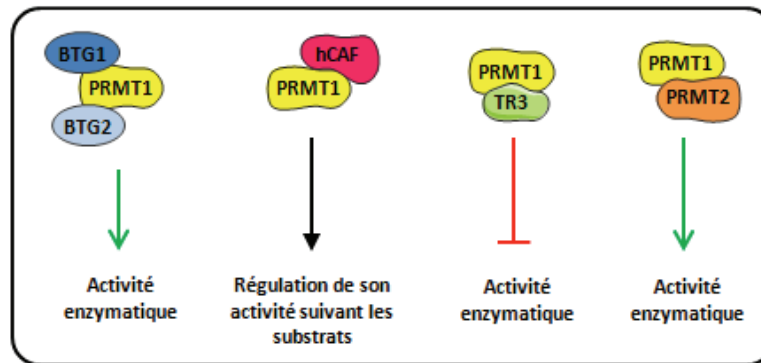 BTG1
PRMT1
BTG2
Activité
enzymatique
hCAF
PRMT1
Régulation de son
activité suivant les
substrats
PRMT1
TR3
Activité
enzymatique
PRMT1
PRMT2
Activité
enzymatique